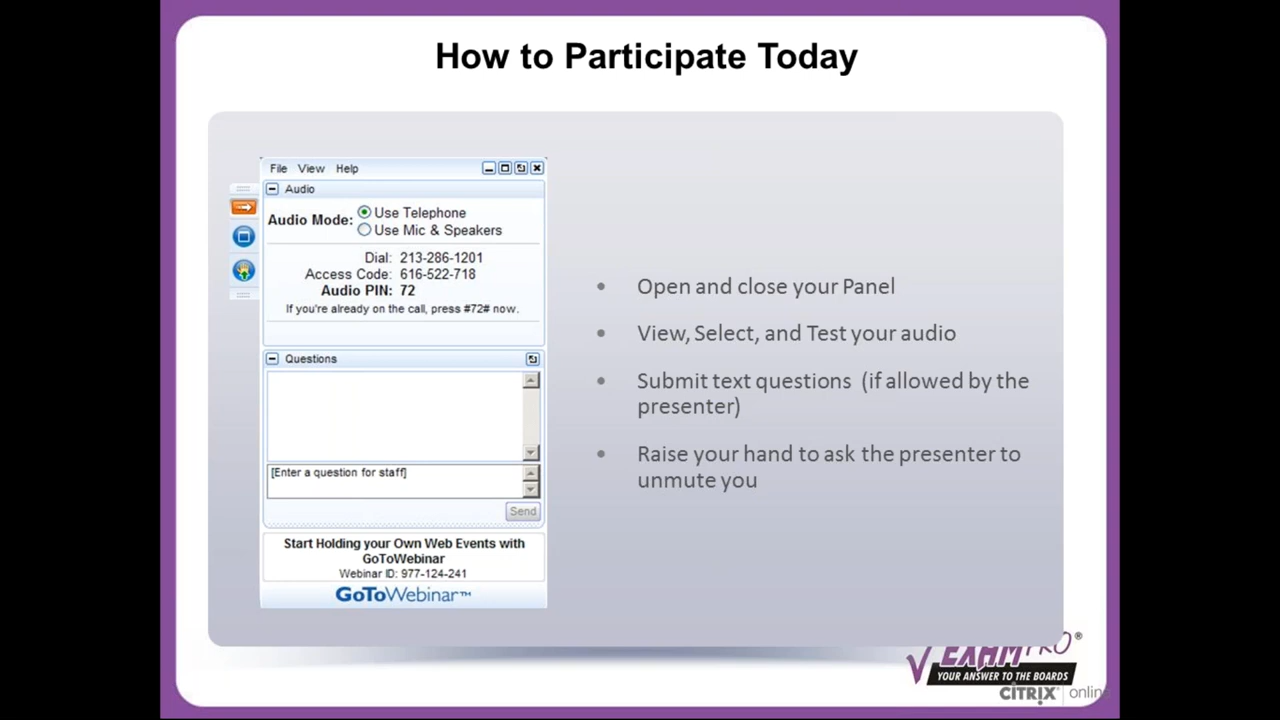 How to Participate Today
File View Help
Audio
Audio Mode: Use Telephone
Use Mic & Speakers
Dial: 213-286-1201
Access Code: 616-522-718
Audio PIN: 72
If you're already on the call, press #72# now.
Questions
[Enter a question for staff]
Send
Start Holding your Own Web Events with
GoToWebinar
Webinar ID: 977-124-241
GoToWebinar™
• Open and close your Panel
• View, Select, and Test your audio
• Submit text questions (if allowed by the
presenter)
• Raise your hand to ask the presenter to
unmute you
EXAM PRO®
YOUR ANSWER TO THE BOARDS
CITRIX online